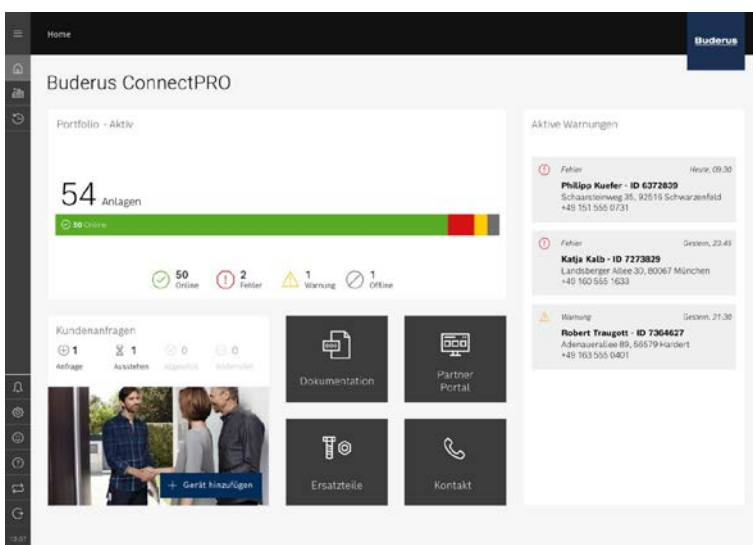 Home
Buderus
Buderus ConnectPRO
Portfolio - Aktiv
54 Anlagen
50 Online
50 Online
2 Fehler
1 Warnung
1 Offline
Kundenanfragen
1 Anfrage
1 Ausstehen
0
0
Gerät hinzufügen
Dokumentation
Partner Portal
Ersatzteile
Kontakt
Aktive Warnungen
Fehler Heute, 09:30
Philipp Kuefer - ID 6372839
Schaarsteinweg 35, 92516 Schwarzenfeld
+49 151 555 0731
Fehler Gestern, 23:45
Katja Kalb - ID 7273829
Landsberger Allee 30, 80067 München
+49 160 555 1633
Warnung Gestern, 21:30
Robert Traugott - ID 7364627
Adenauerallee 89, 56579 Hardert
+49 163 555 0401